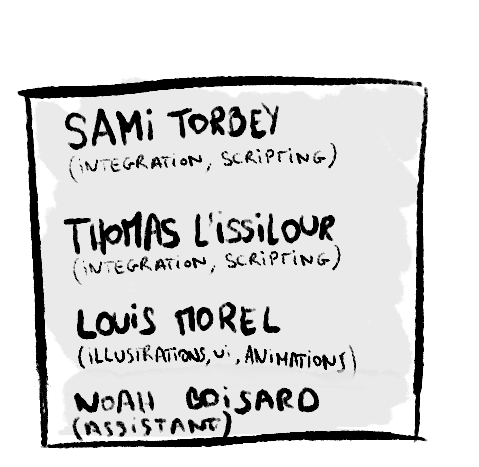 SAMi TORBEY
(iNTEGRATiON, SCRiPTiNG)
THOMAS L'iSSiLOUR
(iNTEGRATiON, SCRiPTiNG)
LOUiS MOREL
(iLLUSTRATiONS, Ui, ANiMATiONS)
NOAH BOiSARD
(ASSiSTANT)